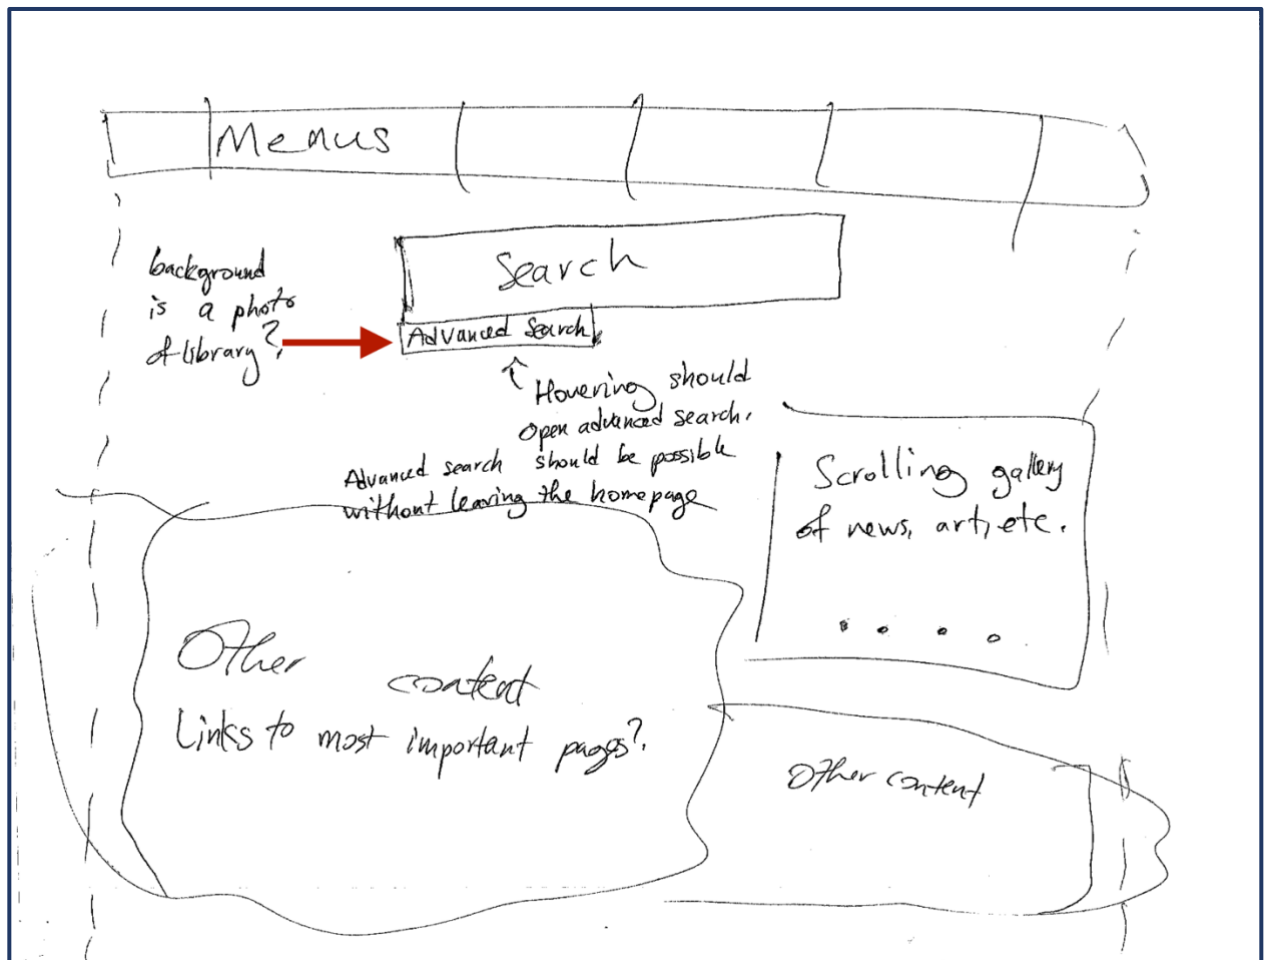 Menus
Search
Advanced Search
background
is a photo
of library?
Hovering should
open advanced search.
Advanced search should be possible
without leaving the homepage
Scrolling gallery
of news, art, etc.
Other content
Links to most important pages?
Other content